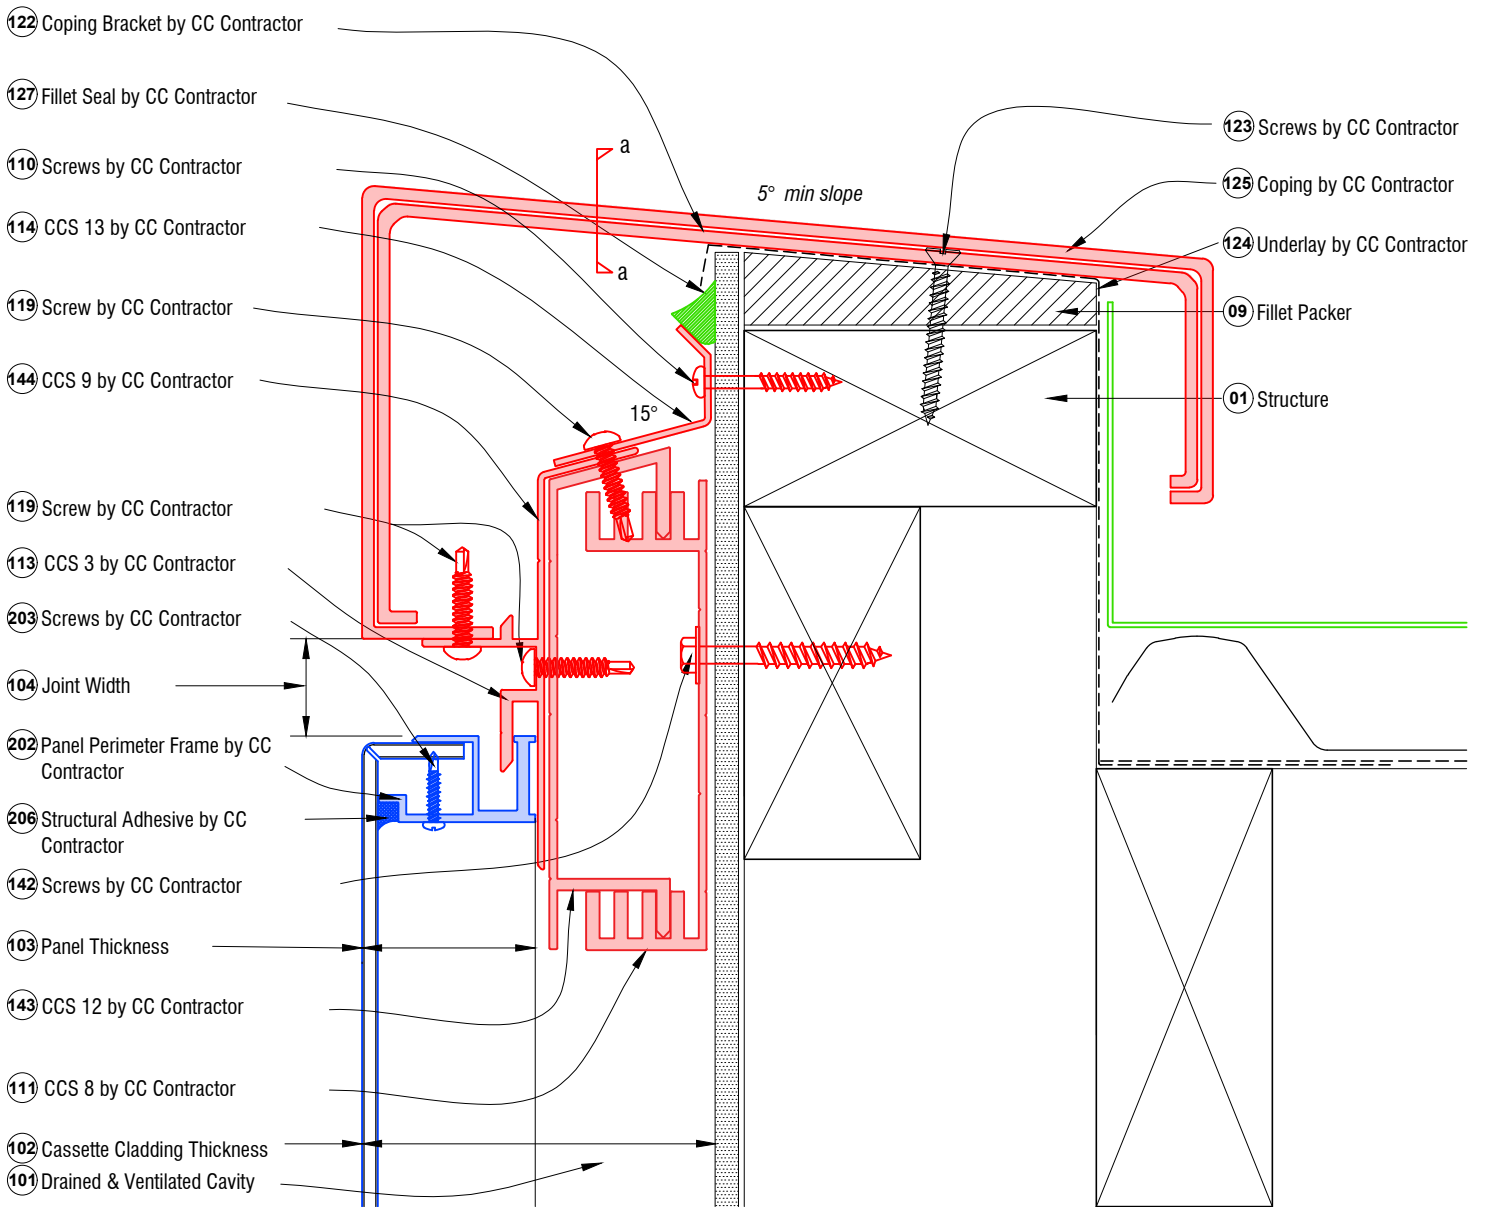 122 Coping Bracket by CC Contractor
127 Fillet Seal by CC Contractor
110 Screws by CC Contractor
114 CCS 13 by CC Contractor
119 Screw by CC Contractor
144 CCS 9 by CC Contractor
119 Screw by CC Contractor
113 CCS 3 by CC Contractor
203 Screws by CC Contractor
104 Joint Width
202 Panel Perimeter Frame by CC
Contractor
206 Structural Adhesive by CC
Contractor
142 Screws by CC Contractor
103 Panel Thickness
143 CCS 12 by CC Contractor
111 CCS 8 by CC Contractor
102 Cassette Cladding Thickness
101 Drained & Ventilated Cavity
a
a
5° min slope
15°
123 Screws by CC Contractor
125 Coping by CC Contractor
124 Underlay by CC Contractor
09 Fillet Packer
01 Structure